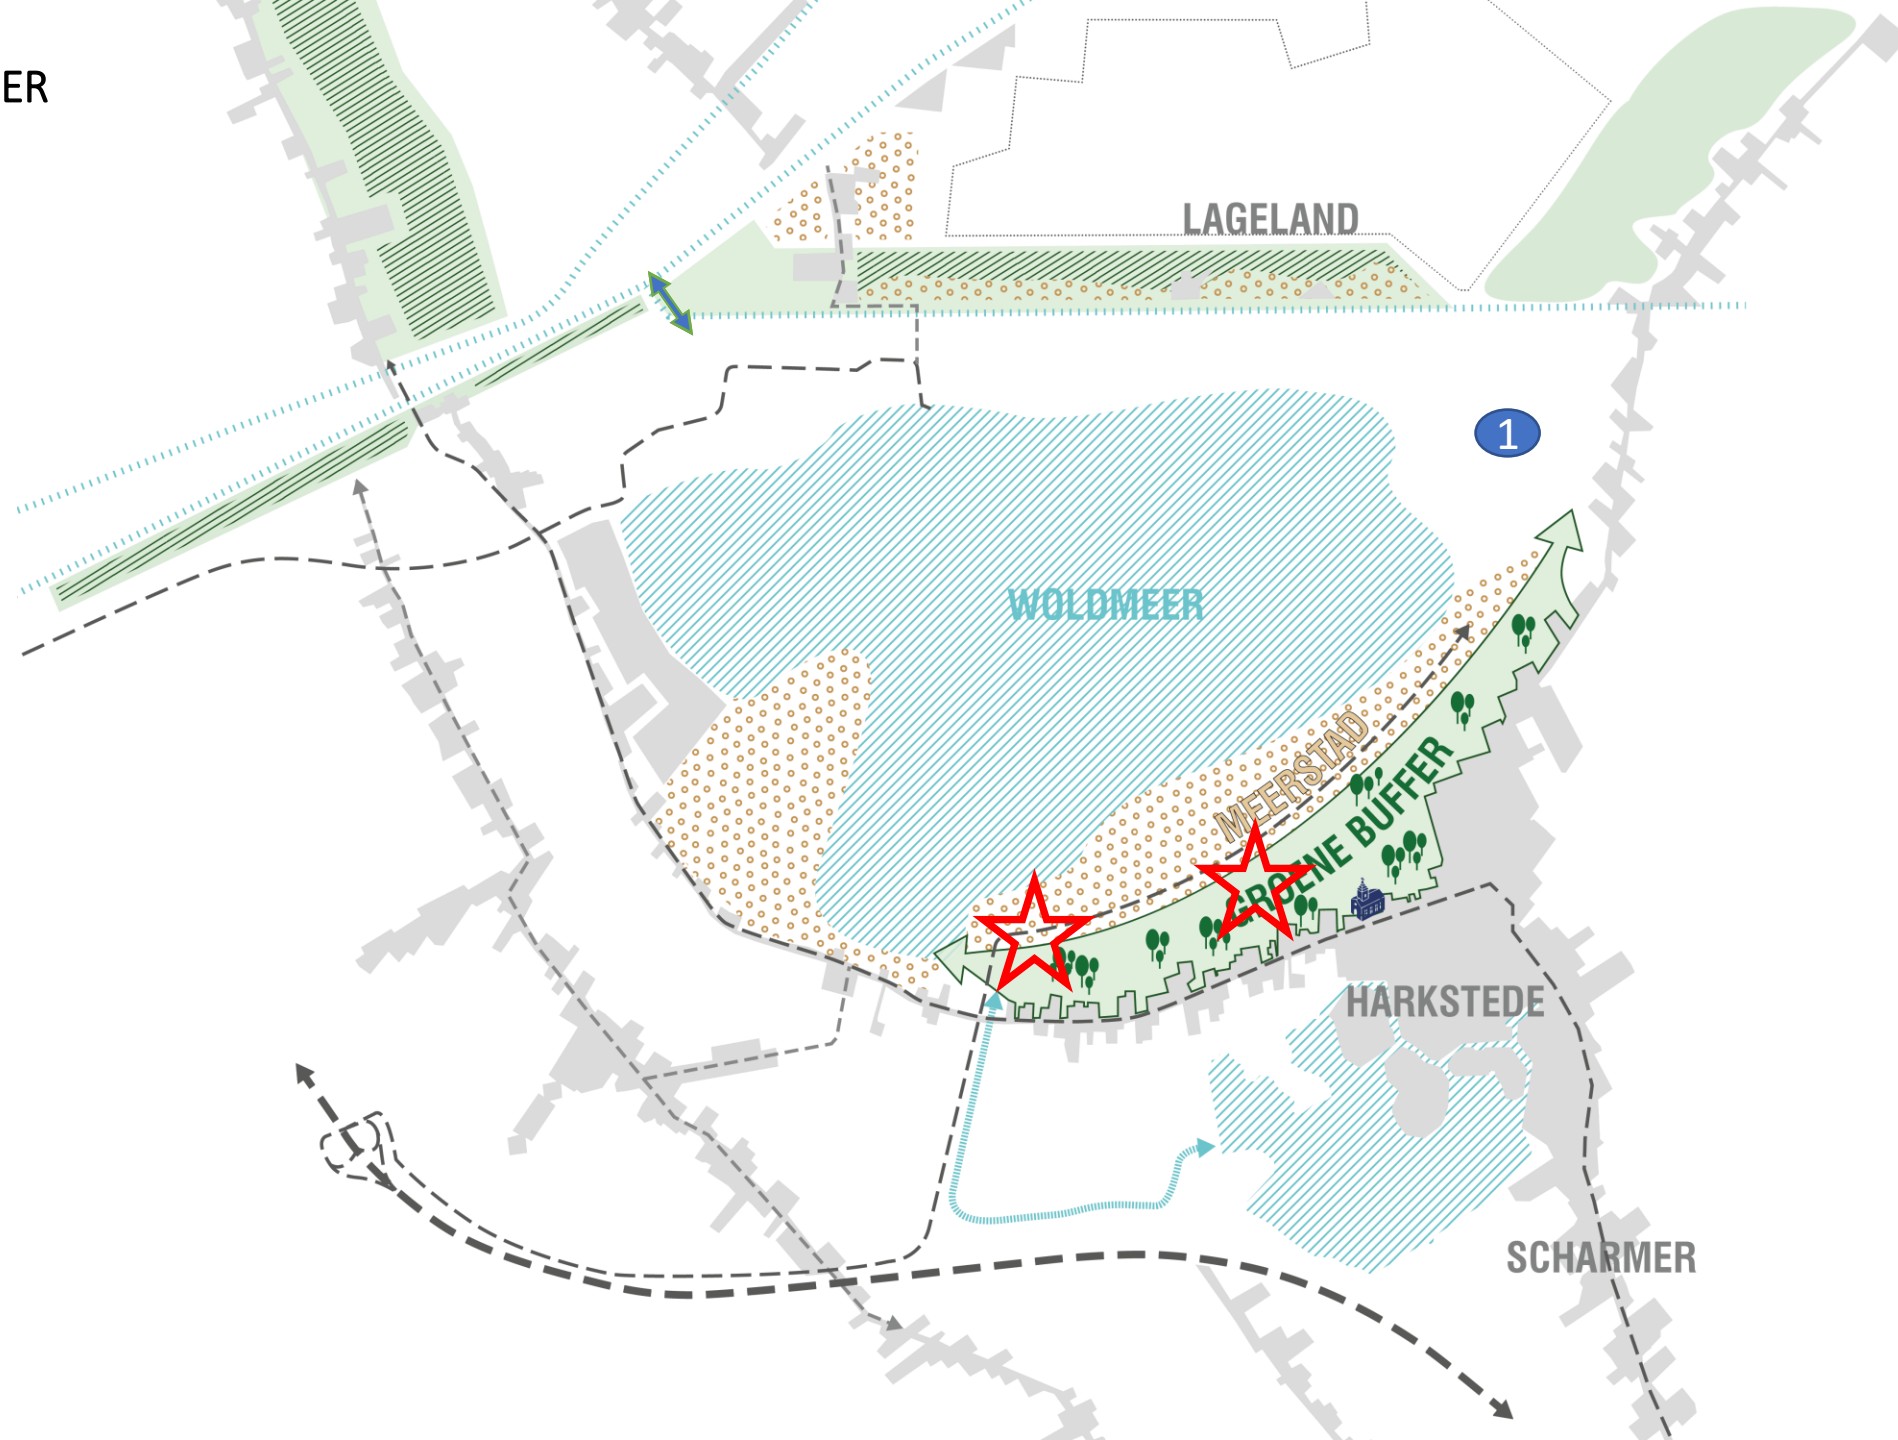 ER
LAGELAND
1
WOLDMEER
MEERSTAD
GROENE BUFFER
HARKSTEDE
SCHARMER